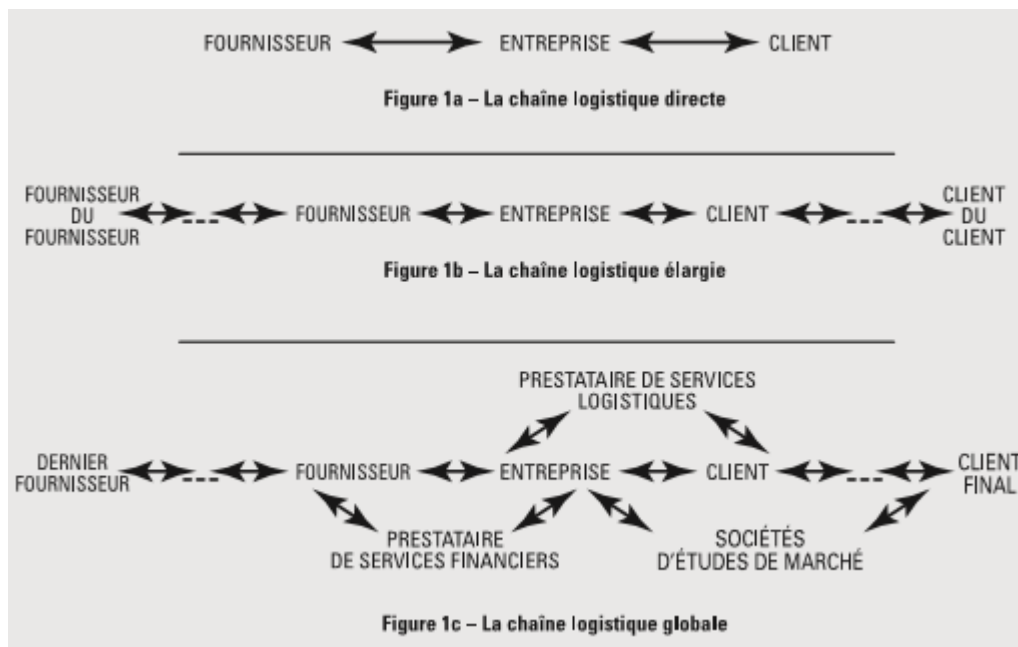 FOURNISSEUR ENTREPRISE CLIENT
Figure 1a – La chaîne logistique directe
FOURNISSEUR
DU
FOURNISSEUR
--- FOURNISSEUR ENTREPRISE CLIENT ---
CLIENT
DU
CLIENT
Figure 1b – La chaîne logistique élargie
PRESTATAIRE DE SERVICES
LOGISTIQUES
DERNIER
FOURNISSEUR
--- FOURNISSEUR ENTREPRISE CLIENT ---
CLIENT
FINAL
PRESTATAIRE
DE SERVICES FINANCIERS
SOCIÉTÉS
D'ÉTUDES DE MARCHÉ
Figure 1c – La chaîne logistique globale